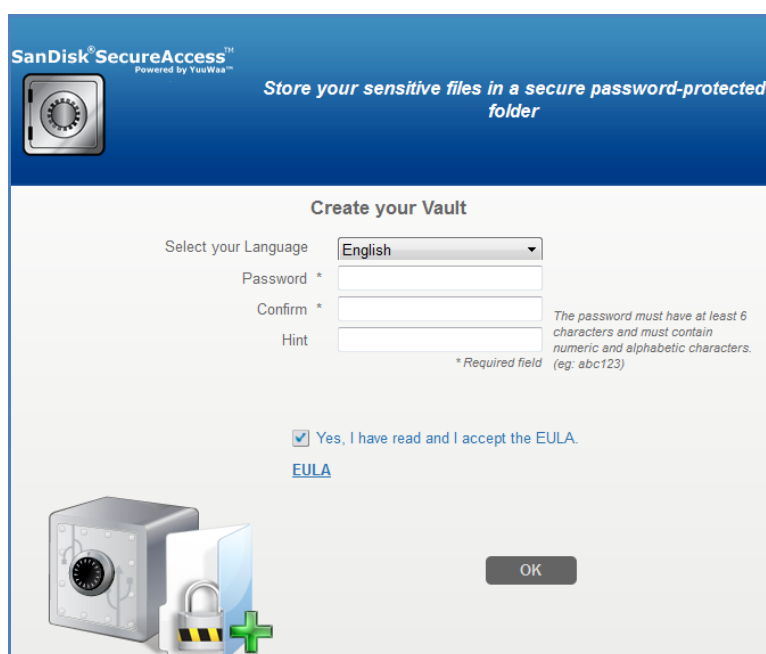 SanDisk®SecureAccess™
Powered by YuuWaa™
Store your sensitive files in a secure password-protected
folder
Create your Vault
Select your Language English
Password *
Confirm *
Hint
The password must have at least 6
characters and must contain
numeric and alphabetic characters.
(eg: abc123)
* Required field
Yes, I have read and I accept the EULA.
EULA
OK